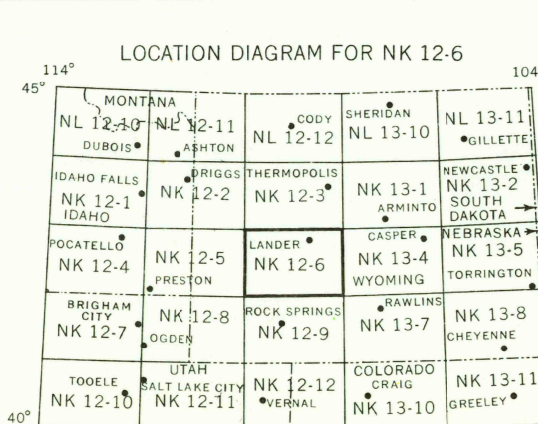 LOCATION DIAGRAM FOR NK 12-6
114° 104
45°
MONTANA
NL 12-10 NL 12-11 CODY SHERIDAN NL 13-11
NL 12-12 NL 13-10
DUBOIS ASHTON GILLETTE
IDAHO FALLS DRIGGS THERMOPOLIS NEWCASTLE
NK 12-1 NK 12-2 NK 12-3 NK 13-1 NK 13-2
IDAHO ARMINTO SOUTH
DAKOTA
POCATELLO LANDER CASPER NEBRASKA
NK 12-4 NK 12-5 NK 12-6 NK 13-4 NK 13-5
PRESTON WYOMING TORRINGTON
BRIGHAM ROCK SPRINGS RAWLINS
CITY NK 12-8 NK 13-8
NK 12-7 OGDEN NK 12-9 NK 13-7 CHEYENNE
UTAH COLORADO
TOOELE SALT LAKE CITY NK 12-12 CRAIG NK 13-11
NK 12-10 NK 12-11 VERNAL NK 13-10 GREELEY
40°